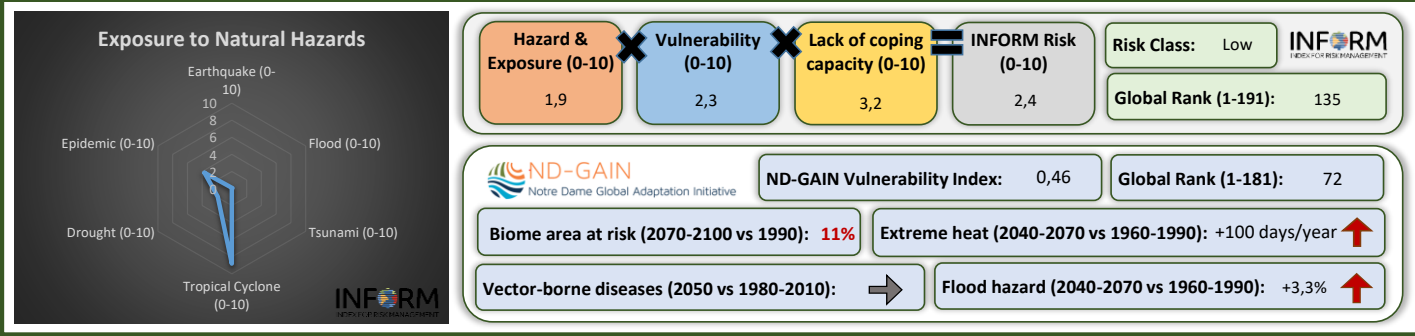 Exposure to Natural Hazards
Earthquake (0-
10)
10
8
6
4
2
0
Epidemic (0-10)
Flood (0-10)
Drought (0-10)
Tsunami (0-10)
Tropical Cyclone
(0-10)
INFORM
INDEX FOR RISK MANAGEMENT
Hazard &
Exposure (0-10)
1,9
Vulnerability
(0-10)
2,3
Lack of coping
capacity (0-10)
3,2
INFORM Risk
(0-10)
2,4
Risk Class: Low
INFORM
INDEX FOR RISK MANAGEMENT
Global Rank (1-191): 135
ND-GAIN
Notre Dame Global Adaptation Initiative
ND-GAIN Vulnerability Index: 0,46
Global Rank (1-181): 72
Biome area at risk (2070-2100 vs 1990): 11%
Extreme heat (2040-2070 vs 1960-1990): +100 days/year
Vector-borne diseases (2050 vs 1980-2010):
Flood hazard (2040-2070 vs 1960-1990): +3,3%